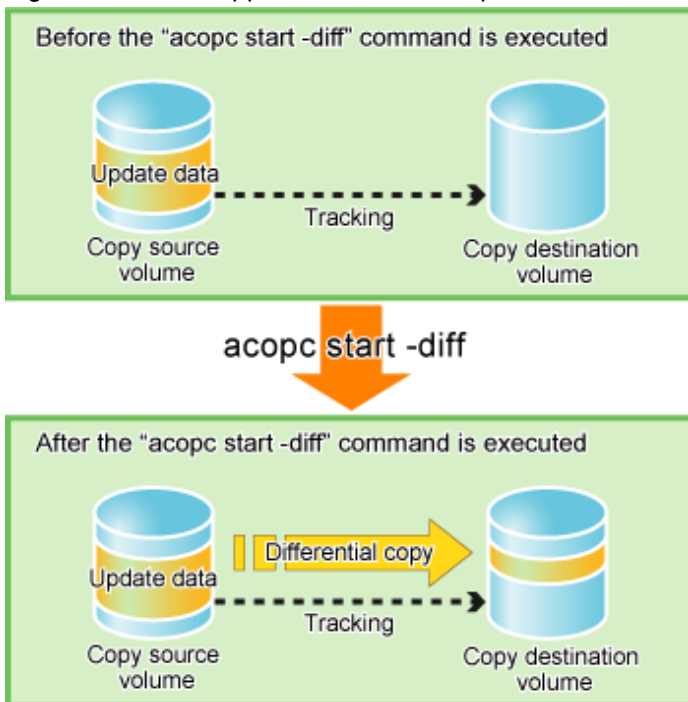 Before the “acopc start -diff” command is executed
Update data
Tracking
Copy source
volume
Copy destination
volume
acopc start -diff
After the “acopc start -diff” command is executed
Differential copy
Update data
Tracking
Copy source
volume
Copy destination
volume